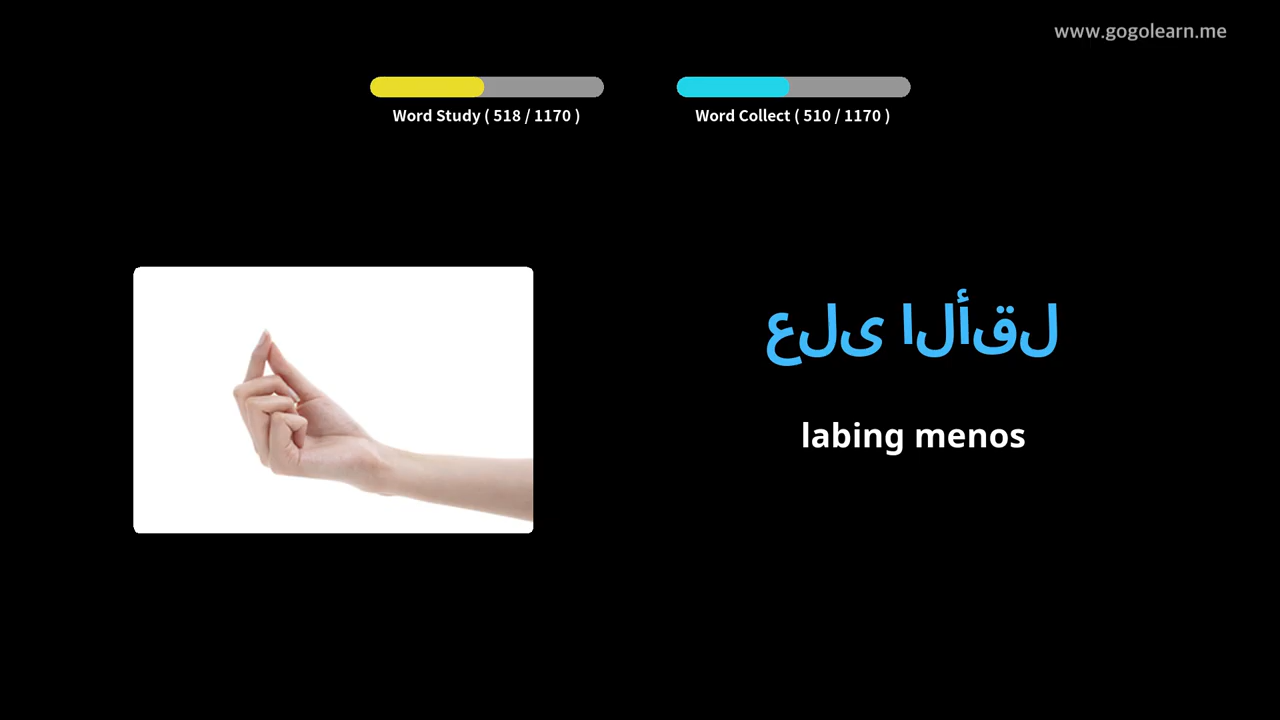 www.gogolearn.me
Word Study ( 518 / 1170 )
Word Collect ( 510 / 1170 )
على الأقل
labing menos